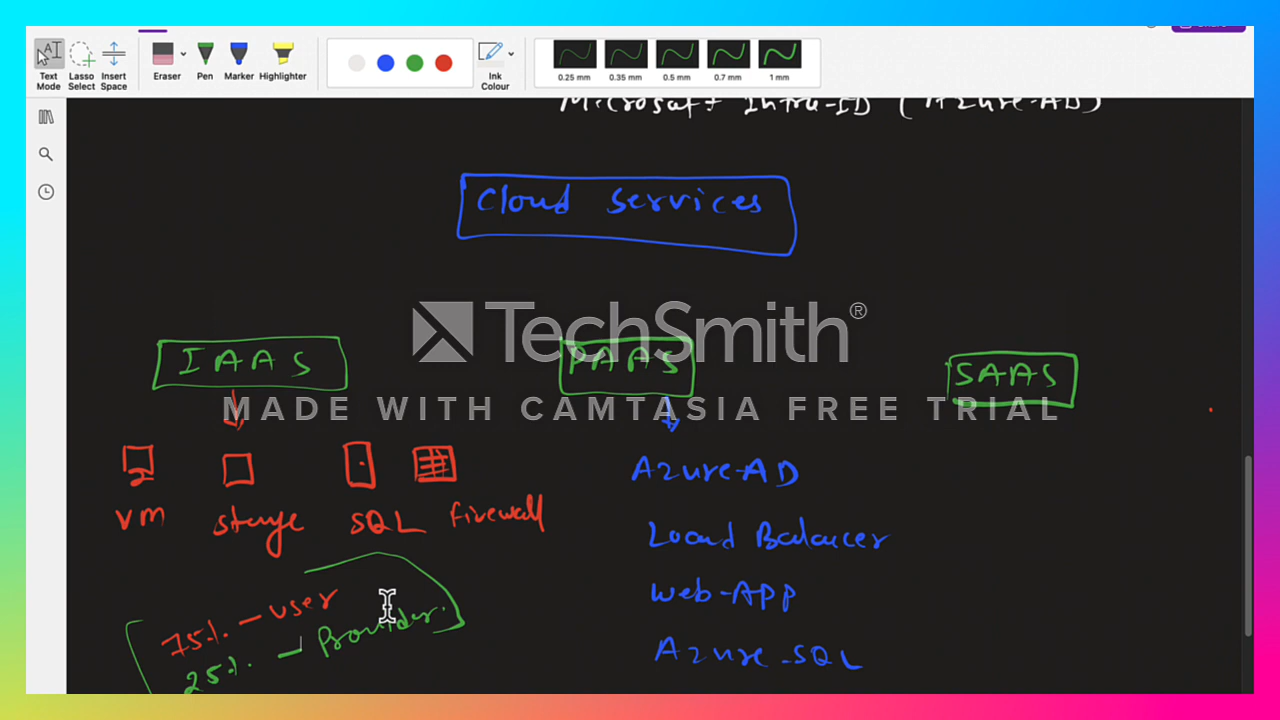 Text Mode
Lasso Select
Insert Space
Eraser
Pen
Marker
Highlighter
Ink Colour
0.25 mm
0.35 mm
0.5 mm
0.7 mm
1 mm
Microsoft Intra-ID (Azure-AD)
Cloud Services
TechSmith®
IAAS
PAAS
SAAS
MADE WITH CAMTASIA FREE TRIAL
VM
storge
SQL
firewall
Azure-AD
Load Balancer
Web-APP
Azure-SQL
75% - user
25% - Provider.